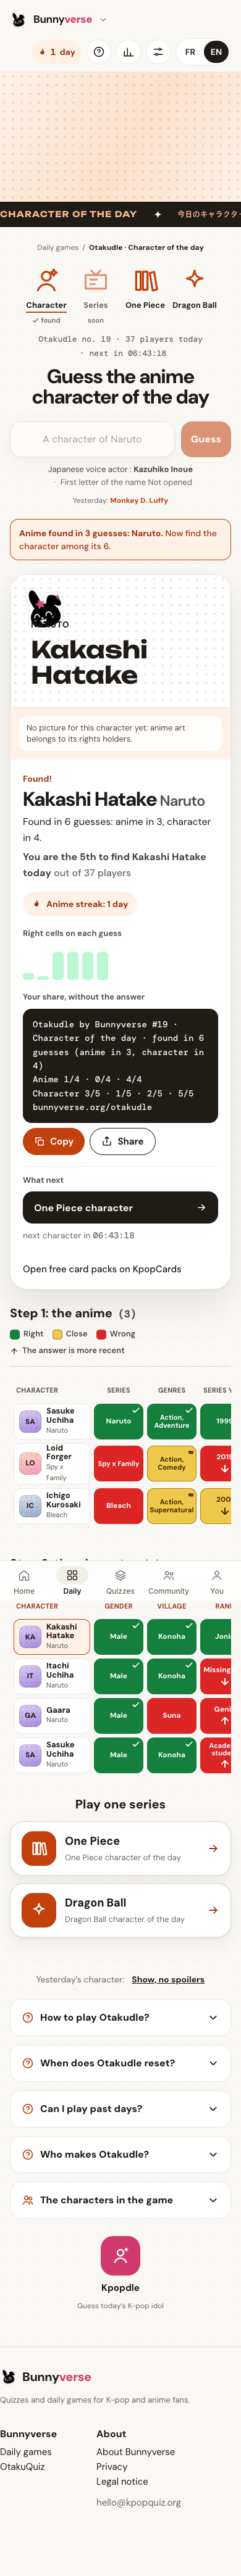 Bunnyverse
1 day
FR
EN
CHARACTER OF THE DAY
今日のキャラクタ
Daily games / Otakudle · Character of the day
Character
Series
One Piece
Dragon Ball
found
soon
Otakudle no. 19 · 37 players today
· next in 06:43:18
Guess the anime
character of the day
A character of Naruto
Guess
Japanese voice actor : Kazuhiko Inoue
· First letter of the name Not opened
Yesterday: Monkey D. Luffy
Anime found in 3 guesses: Naruto. Now find the
character among its 6.
Kakashi
Hatake
No picture for this character yet: anime art
belongs to its rights holders.
Found!
Kakashi Hatake Naruto
Found in 6 guesses: anime in 3, character
in 4.
You are the 5th to find Kakashi Hatake
today out of 37 players
Anime streak: 1 day
Right cells on each guess
Your share, without the answer
Otakudle by Bunnyverse #19 ·
Character of the day · found in 6
guesses (anime in 3, character in
4)
Anime 1/4 · 0/4 · 4/4
Character 3/5 · 1/5 · 2/5 · 5/5
bunnyverse.org/otakudle
Copy
Share
What next
One Piece character
next character in 06:43:18
Open free card packs on KpopCards
Step 1: the anime (3)
Right
Close
Wrong
The answer is more recent
CHARACTER
SERIES
GENRES
SERIES Y
SA
Sasuke
Uchiha
Naruto
Naruto
Action,
Adventure
1999
LO
Loid
Forger
Spy x
Family
Spy x Family
Action,
Comedy
2019
IC
Ichigo
Kurosaki
Bleach
Bleach
Action,
Supernatural
200
Home
Daily
Quizzes
Community
You
CHARACTER
GENDER
VILLAGE
RAN
KA
Kakashi
Hatake
Naruto
Male
Konoha
Joni
IT
Itachi
Uchiha
Naruto
Male
Konoha
Missing
GA
Gaara
Naruto
Male
Suna
Geni
SA
Sasuke
Uchiha
Naruto
Male
Konoha
Acade
stude
Play one series
One Piece
One Piece character of the day
Dragon Ball
Dragon Ball character of the day
Yesterday's character: Show, no spoilers
How to play Otakudle?
When does Otakudle reset?
Can I play past days?
Who makes Otakudle?
The characters in the game
Kpopdle
Guess today's K-pop idol
Bunnyverse
Quizzes and daily games for K-pop and anime fans.
Bunnyverse
About
Daily games
About Bunnyverse
OtakuQuiz
Privacy
Legal notice
hello@kpopquiz.org